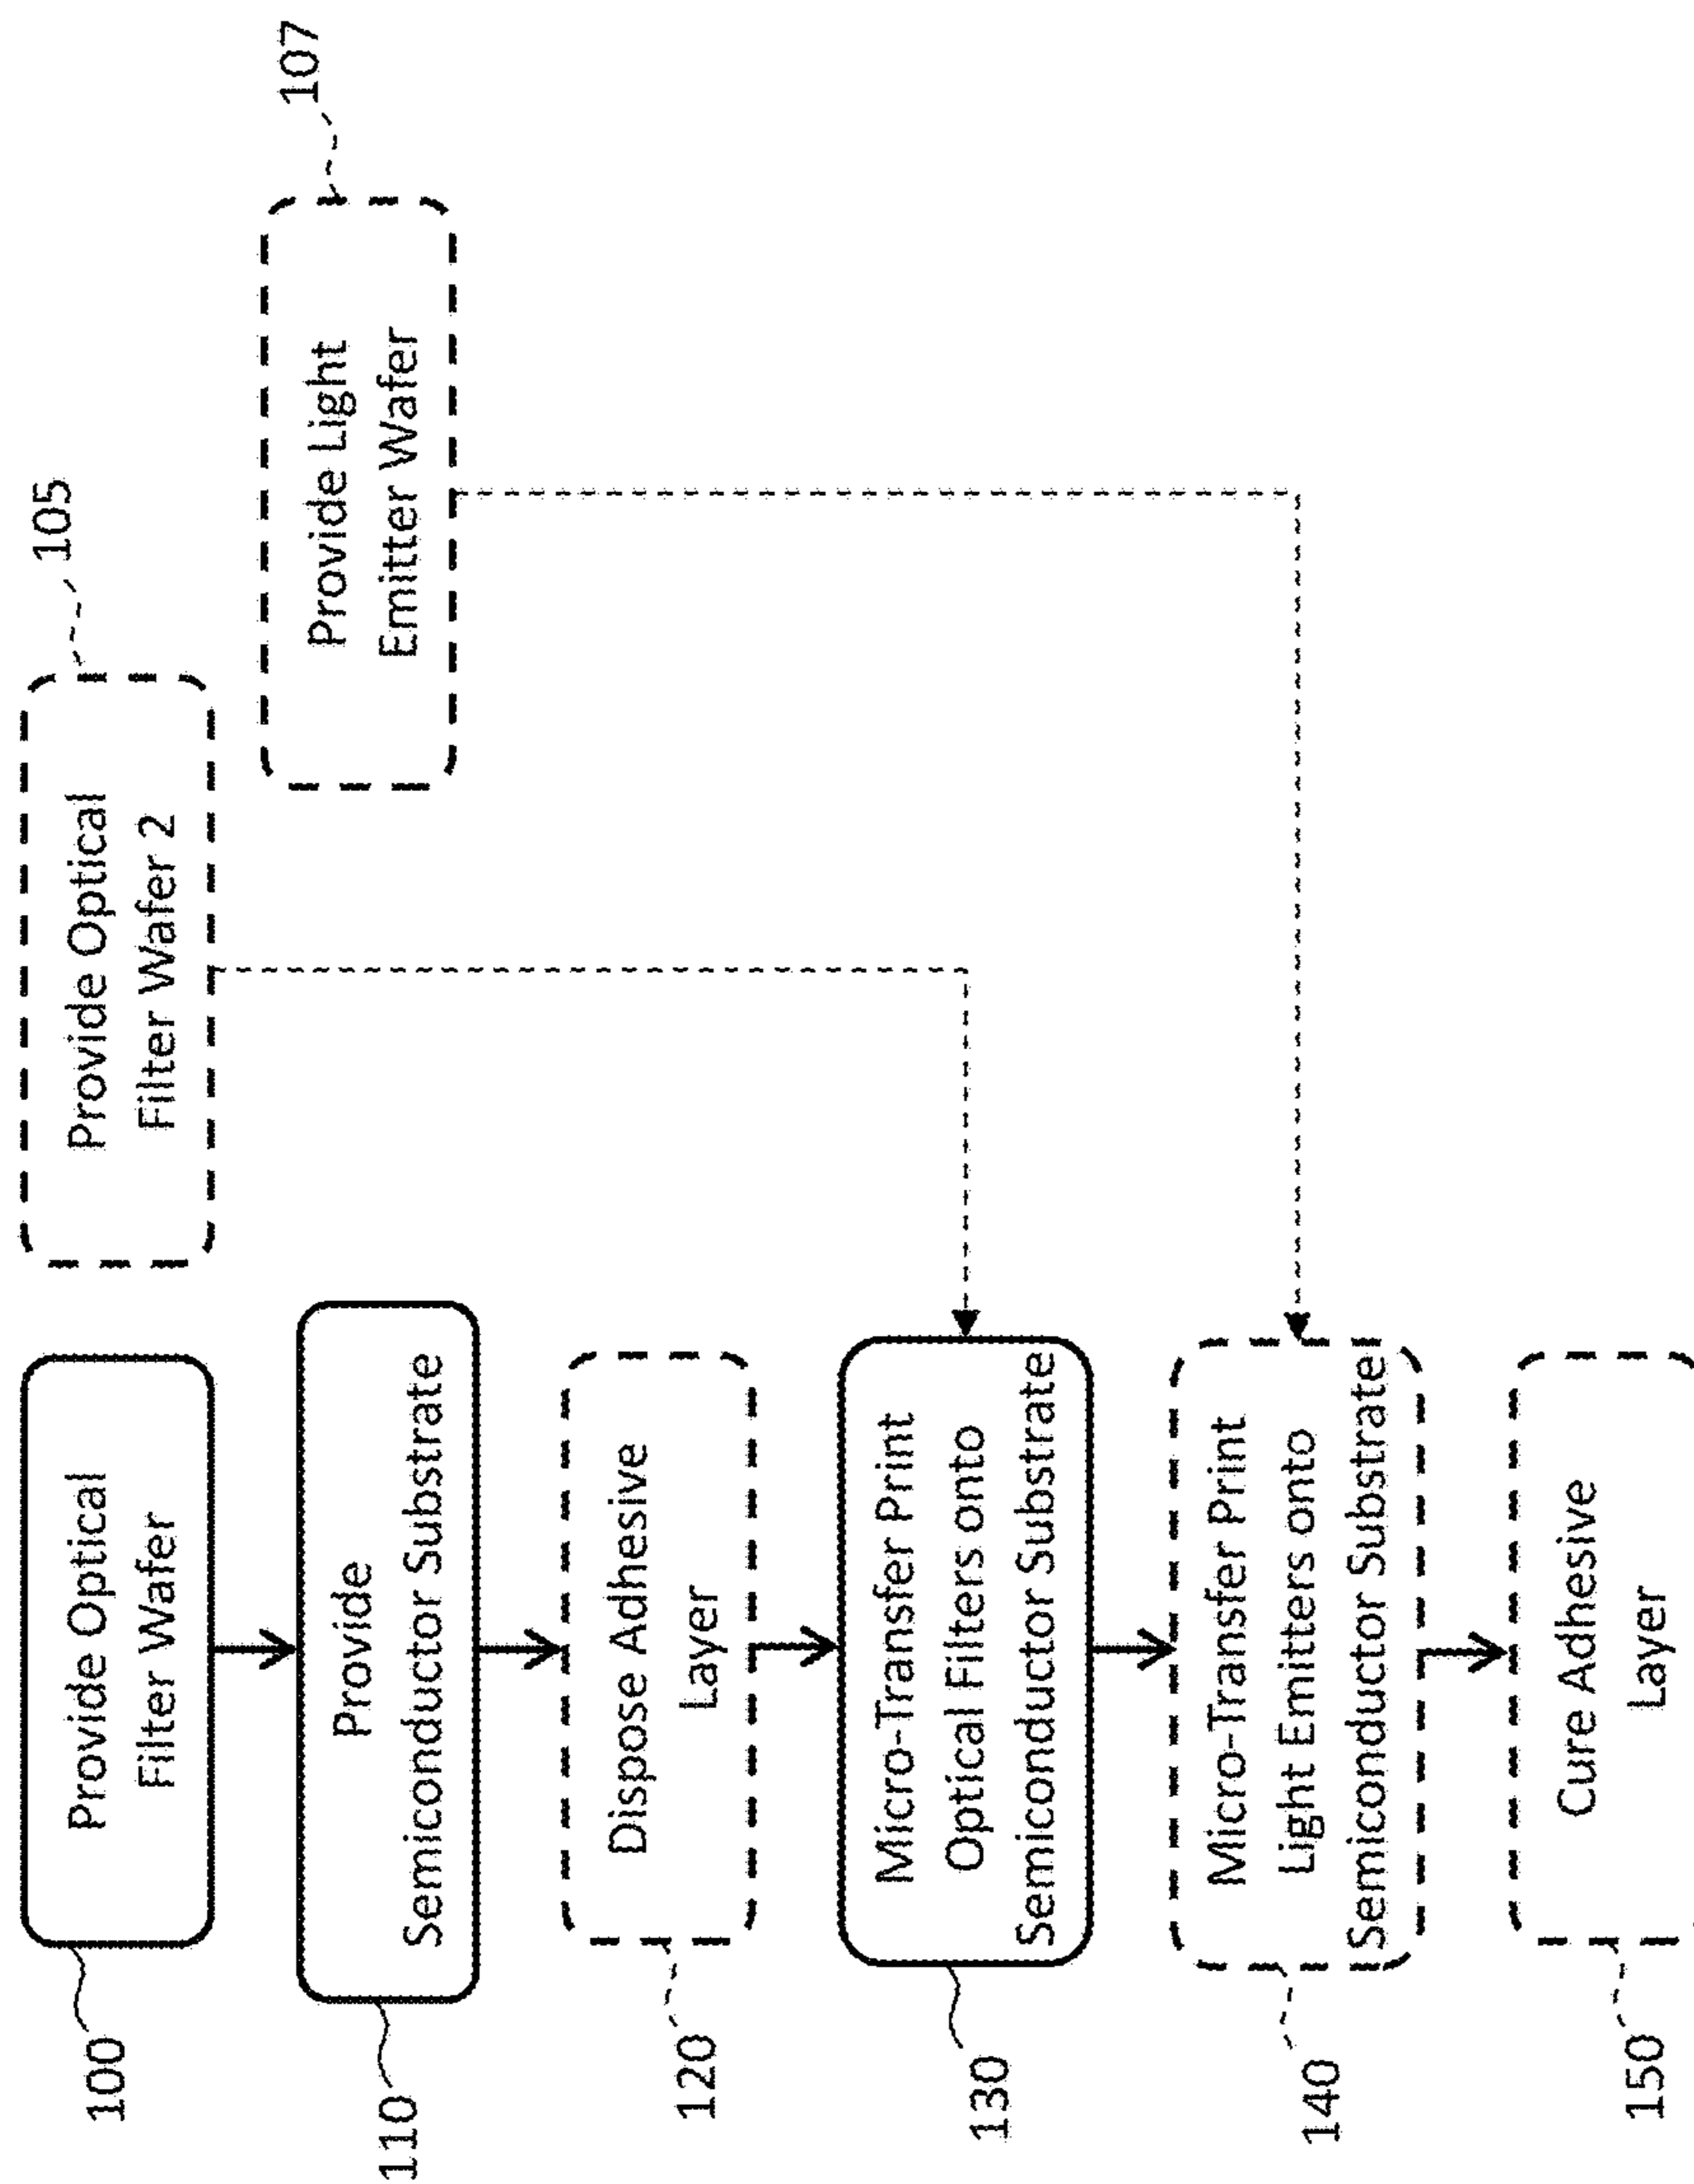 100
Provide Optical
Filter Wafer
Provide Optical
Filter Wafer 2
105
110
Provide
Semiconductor Substrate
Provide Light
Emitter Wafer
107
120
Dispose Adhesive
Layer
130
Micro-Transfer Print
Optical Filters onto
Semiconductor Substrate
140
Micro-Transfer Print
Light Emitters onto
Semiconductor Substrate
150
Cure Adhesive
Layer